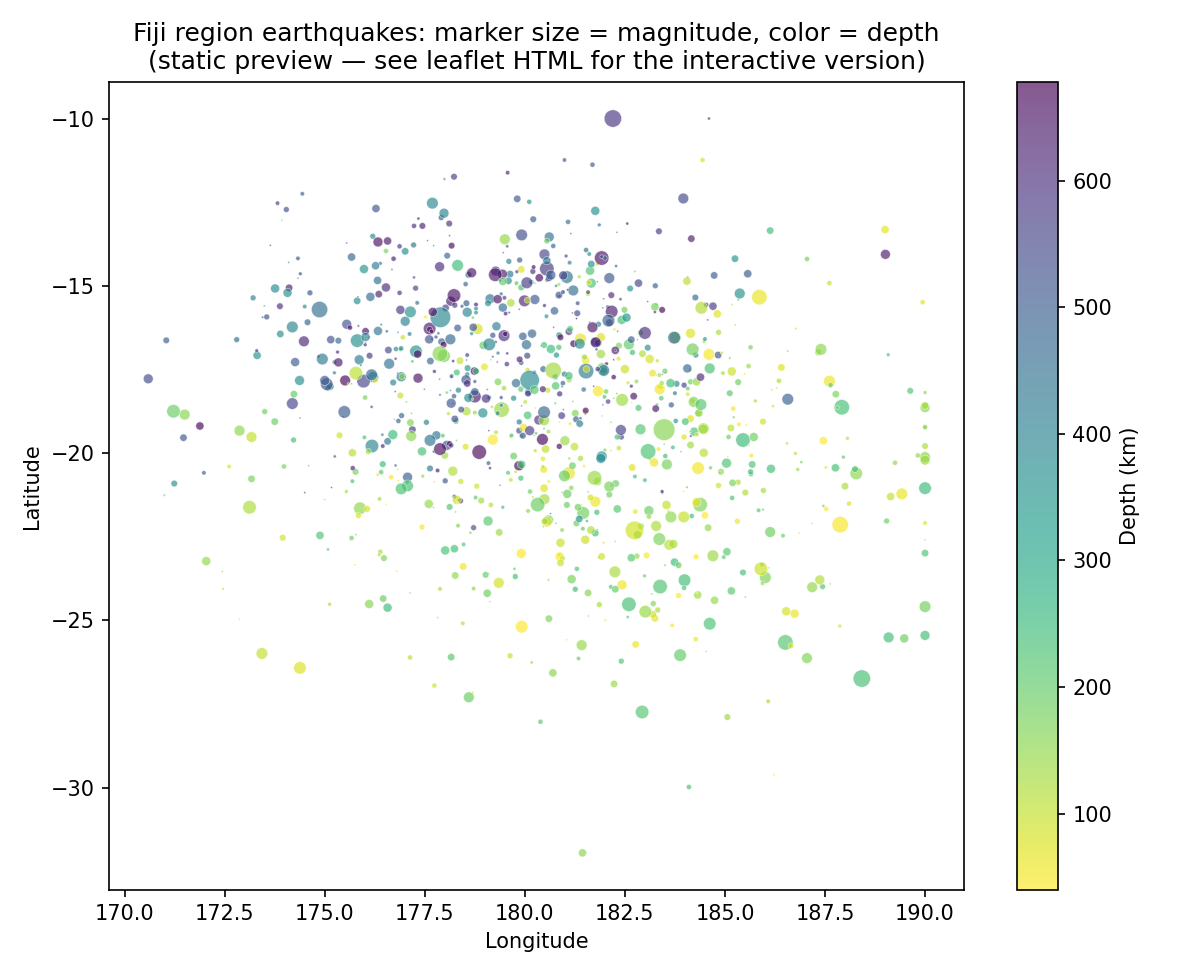 Fiji region earthquakes: marker size = magnitude, color = depth
(static preview — see leaflet HTML for the interactive version)
−10
−15
−20
−25
−30
Latitude
170.0 172.5 175.0 177.5 180.0 182.5 185.0 187.5 190.0
Longitude
600
500
400
300
200
100
Depth (km)